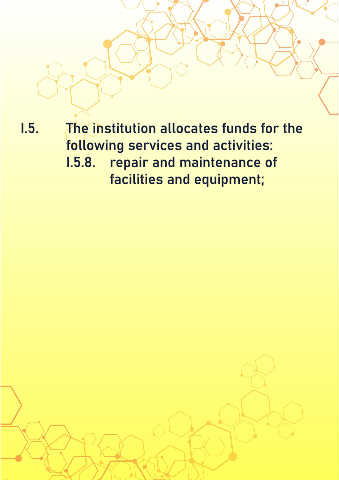 I.5. The institution allocates funds for the
following services and activities:
I.5.8. repair and maintenance of
facilities and equipment;